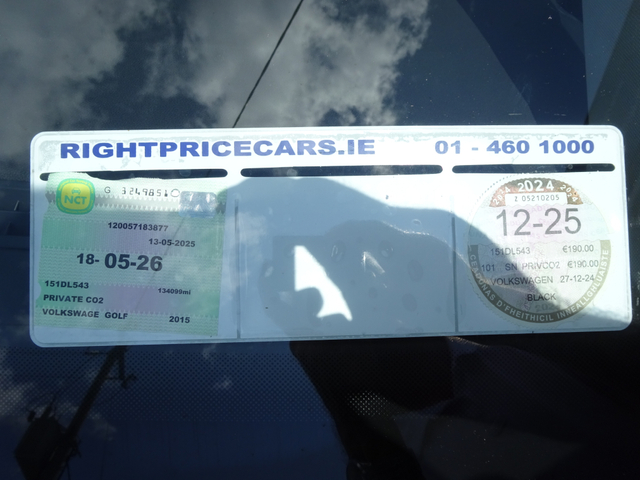 RIGHTPRICECARS.IE 01 - 460 1000
NCT
G 3249851
120057183877
13-05-2025
18-05-26
151DL543
134099mi
PRIVATE CO2
VOLKSWAGE GOLF 2015
2024
Z 05210205
12-25
151DL543 €190.00
101 SN PRIVCO2 €190.00
VOLKSWAGEN 27-12-24
BLACK